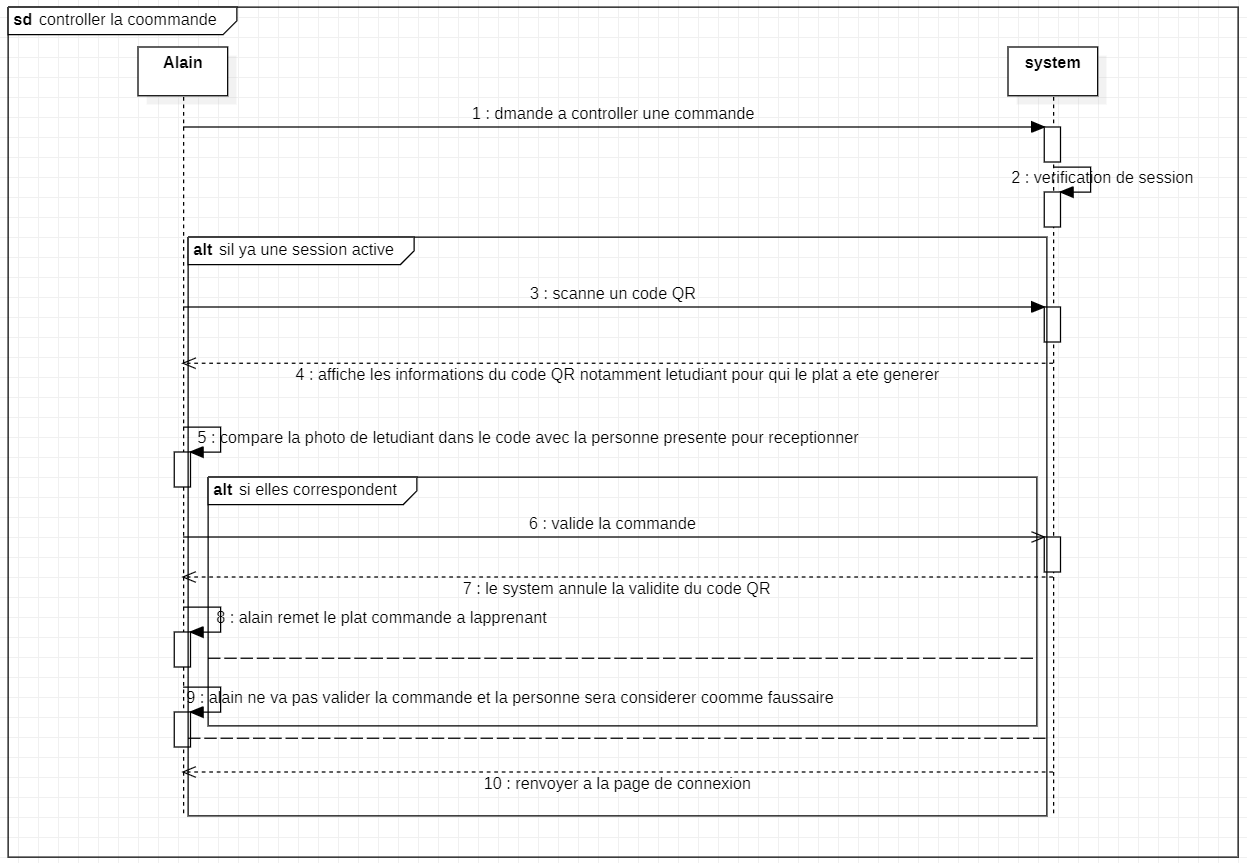 sd controller la coommande
Alain
system
1 : dmande a controller une commande
2 : verification de session
alt sil ya une session active
3 : scanne un code QR
4 : affiche les informations du code QR notamment letudiant pour qui le plat a ete generer
5 : compare la photo de letudiant dans le code avec la personne presente pour receptionner
alt si elles correspondent
6 : valide la commande
7 : le system annule la validite du code QR
8 : alain remet le plat commande a lapprenant
9 : alain ne va pas valider la commande et la personne sera considerer coomme faussaire
10 : renvoyer a la page de connexion